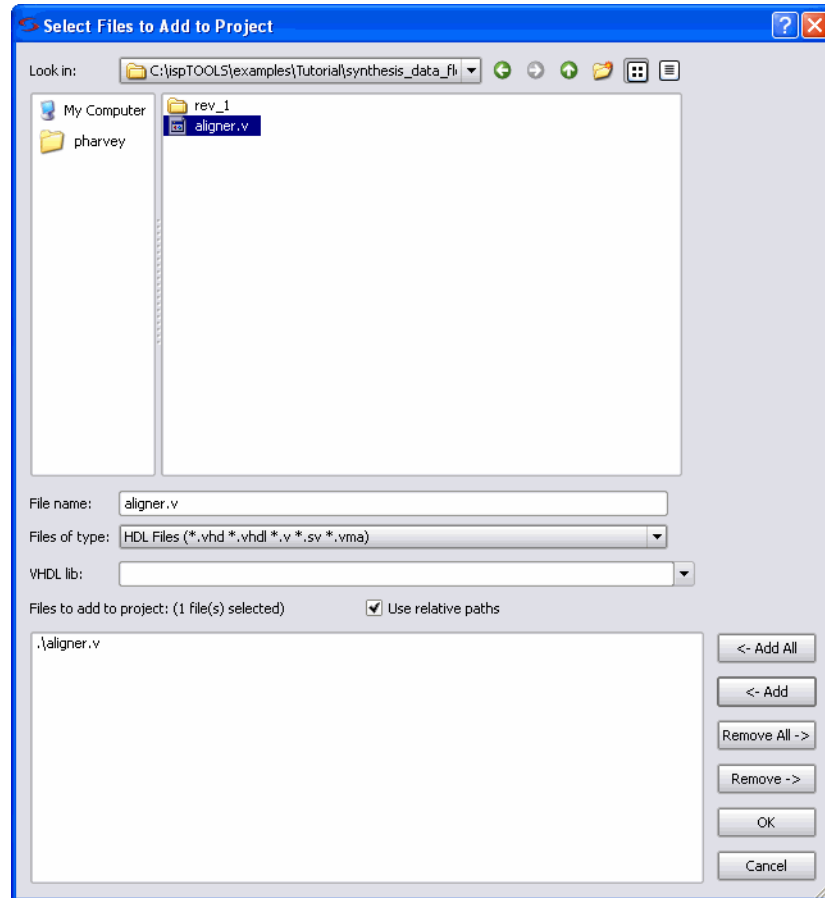 Select Files to Add to Project
Look in: C:\ispTOOLS\examples\Tutorial\synthesis_data_fl
My Computer
pharvey
rev_1
aligner.v
File name: aligner.v
Files of type: HDL Files (*.vhd *.vhdl *.v *.sv *.vma)
VHDL lib:
Files to add to project: (1 file(s) selected) Use relative paths
.\aligner.v
<- Add All
<- Add
Remove All ->
Remove ->
OK
Cancel